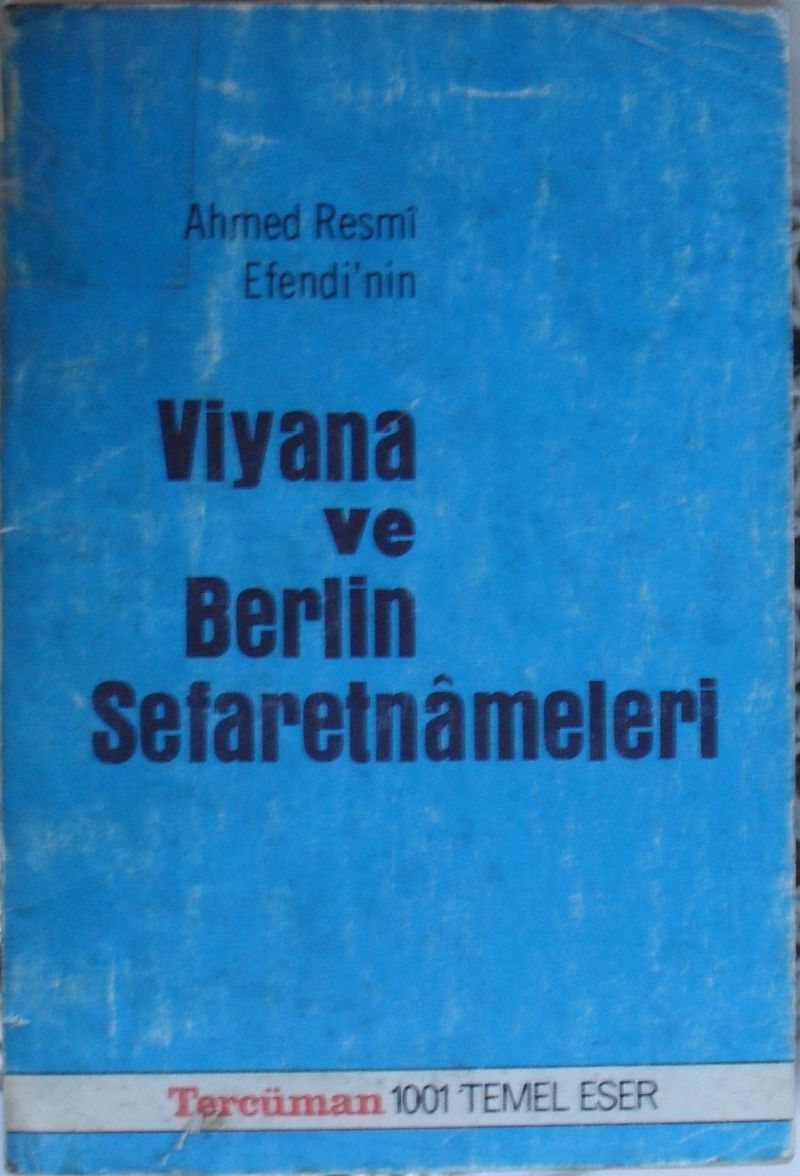 Ahmed Resmî
Efendi'nin
Viyana
ve
Berlin
Sefaretnâmeleri
Tercüman 1001 TEMEL ESER